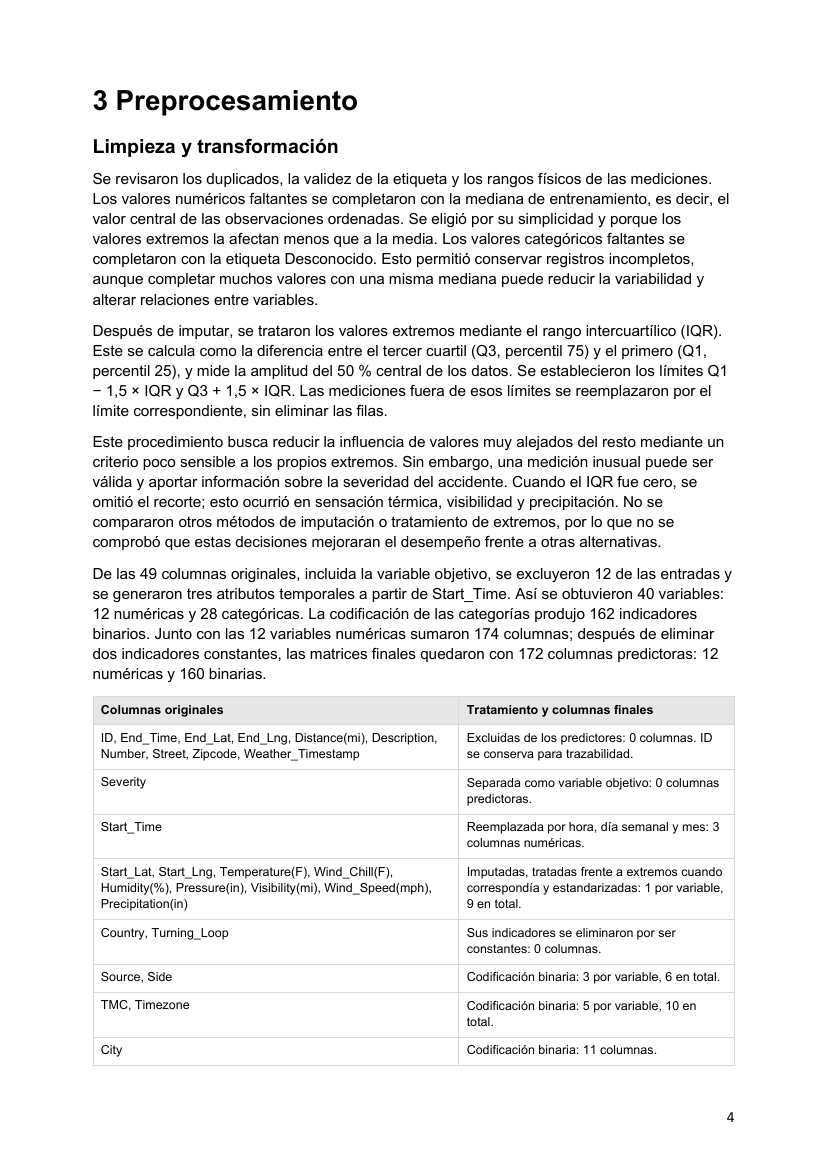 3 Preprocesamiento
Limpieza y transformación
Se revisaron los duplicados, la validez de la etiqueta y los rangos físicos de las mediciones.
Los valores numéricos faltantes se completaron con la mediana de entrenamiento, es decir, el
valor central de las observaciones ordenadas. Se eligió por su simplicidad y porque los
valores extremos la afectan menos que a la media. Los valores categóricos faltantes se
completaron con la etiqueta Desconocido. Esto permitió conservar registros incompletos,
aunque completar muchos valores con una misma mediana puede reducir la variabilidad y
alterar relaciones entre variables.
Después de imputar, se trataron los valores extremos mediante el rango intercuartílico (IQR).
Este se calcula como la diferencia entre el tercer cuartil (Q3, percentil 75) y el primero (Q1,
percentil 25), y mide la amplitud del 50 % central de los datos. Se establecieron los límites Q1
− 1,5 × IQR y Q3 + 1,5 × IQR. Las mediciones fuera de esos límites se reemplazaron por el
límite correspondiente, sin eliminar las filas.
Este procedimiento busca reducir la influencia de valores muy alejados del resto mediante un
criterio poco sensible a los propios extremos. Sin embargo, una medición inusual puede ser
válida y aportar información sobre la severidad del accidente. Cuando el IQR fue cero, se
omitió el recorte; esto ocurrió en sensación térmica, visibilidad y precipitación. No se
compararon otros métodos de imputación o tratamiento de extremos, por lo que no se
comprobó que estas decisiones mejoraran el desempeño frente a otras alternativas.
De las 49 columnas originales, incluida la variable objetivo, se excluyeron 12 de las entradas y
se generaron tres atributos temporales a partir de Start_Time. Así se obtuvieron 40 variables:
12 numéricas y 28 categóricas. La codificación de las categorías produjo 162 indicadores
binarios. Junto con las 12 variables numéricas sumaron 174 columnas; después de eliminar
dos indicadores constantes, las matrices finales quedaron con 172 columnas predictoras: 12
numéricas y 160 binarias.
Columnas originales
Tratamiento y columnas finales
ID, End_Time, End_Lat, End_Lng, Distance(mi), Description,
Number, Street, Zipcode, Weather_Timestamp
Excluidas de los predictores: 0 columnas. ID
se conserva para trazabilidad.
Severity
Separada como variable objetivo: 0 columnas
predictoras.
Start_Time
Reemplazada por hora, día semanal y mes: 3
columnas numéricas.
Start_Lat, Start_Lng, Temperature(F), Wind_Chill(F),
Humidity(%), Pressure(in), Visibility(mi), Wind_Speed(mph),
Precipitation(in)
Imputadas, tratadas frente a extremos cuando
correspondía y estandarizadas: 1 por variable,
9 en total.
Country, Turning_Loop
Sus indicadores se eliminaron por ser
constantes: 0 columnas.
Source, Side
Codificación binaria: 3 por variable, 6 en total.
TMC, Timezone
Codificación binaria: 5 por variable, 10 en
total.
City
Codificación binaria: 11 columnas.
4